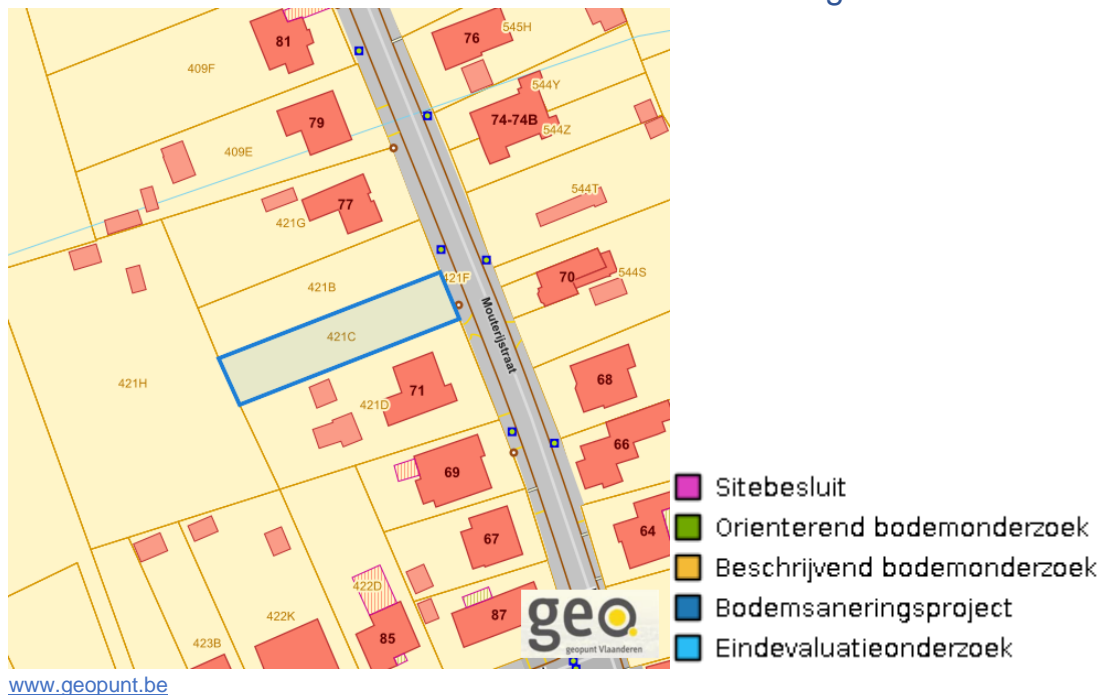 81
76
545H
409F
544Y
79
74-74B
544Z
409E
544T
77
421G
421F
70
544S
421B
Mouterijstraat
421C
68
421H
71
421D
66
69
Sitebesluit
67
64
Orienterend bodemonderzoek
Beschrijvend bodemonderzoek
422D
geo
87
422K
Bodemsaneringsproject
85
423B
geopunt Vlaanderen
Eindevaluatieonderzoek
www.geopunt.be